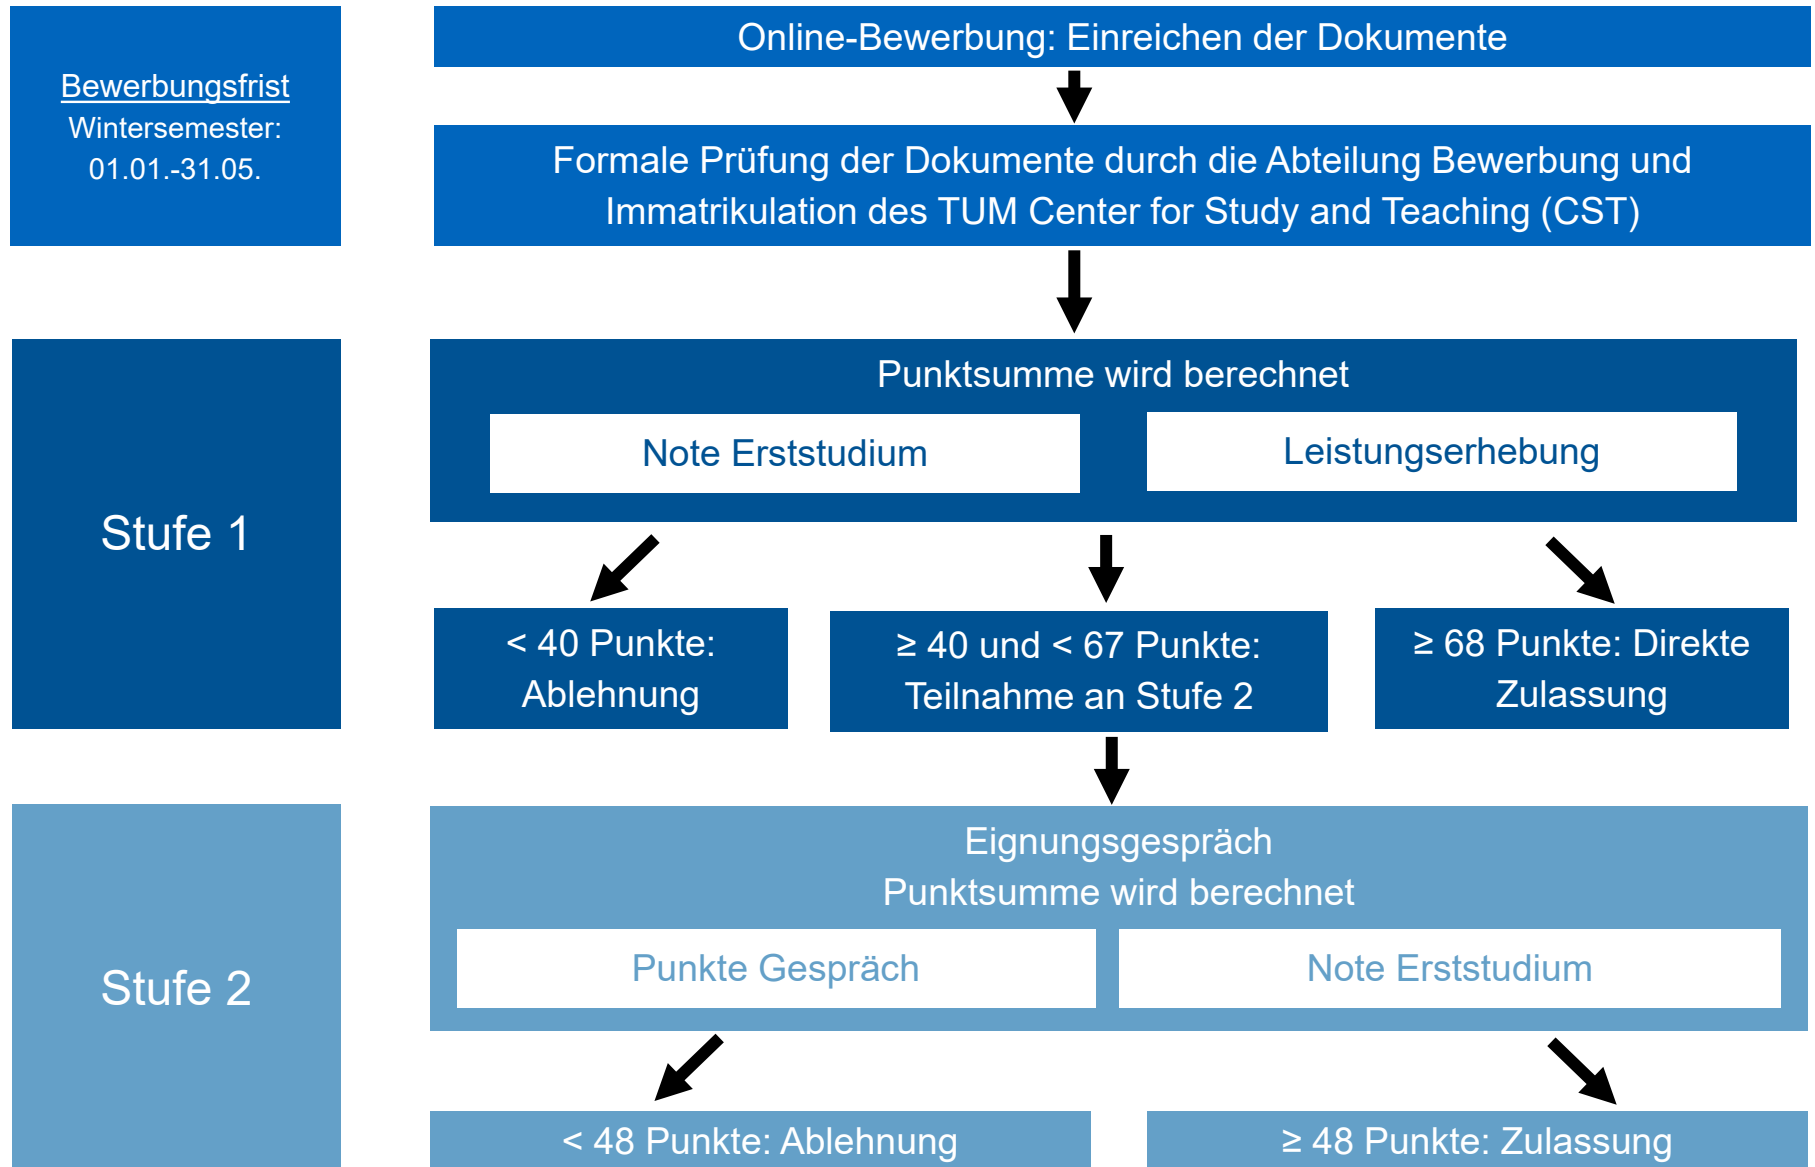 Bewerbungsfrist
Wintersemester:
01.01.-31.05.
Online-Bewerbung: Einreichen der Dokumente
Formale Prüfung der Dokumente durch die Abteilung Bewerbung und
Immatrikulation des TUM Center for Study and Teaching (CST)
Stufe 1
Punktsumme wird berechnet
Note Erststudium
Leistungserhebung
< 40 Punkte:
Ablehnung
≥ 40 und < 67 Punkte:
Teilnahme an Stufe 2
≥ 68 Punkte: Direkte
Zulassung
Stufe 2
Eignungsgespräch
Punktsumme wird berechnet
Punkte Gespräch
Note Erststudium
< 48 Punkte: Ablehnung
≥ 48 Punkte: Zulassung